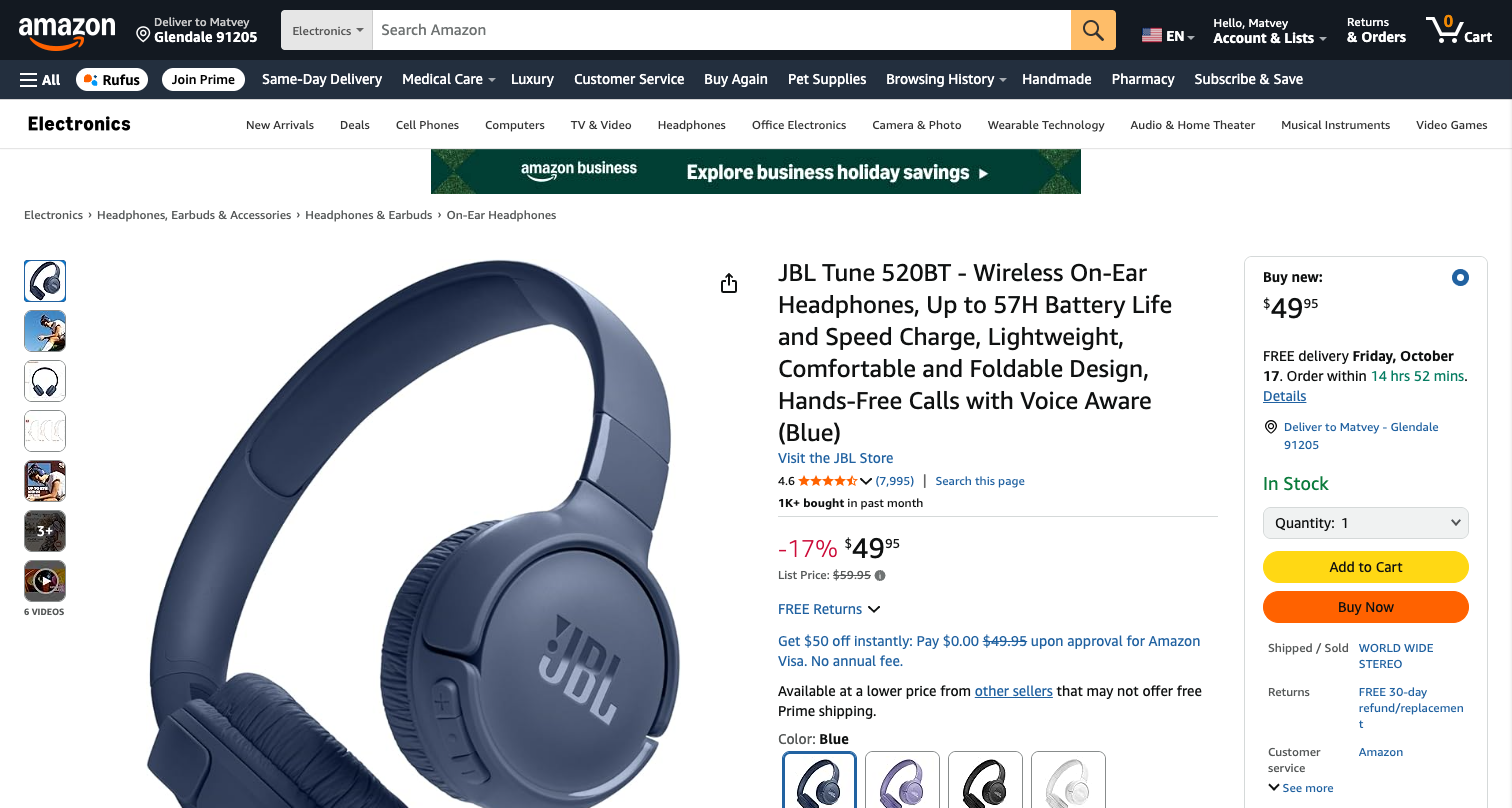 amazon
Deliver to Matvey
Glendale 91205
Electronics
Search Amazon
EN
Hello, Matvey
Account & Lists
Returns
& Orders
0
Cart
All
Rufus
Join Prime
Same-Day Delivery
Medical Care
Luxury
Customer Service
Buy Again
Pet Supplies
Browsing History
Handmade
Pharmacy
Subscribe & Save
Electronics
New Arrivals
Deals
Cell Phones
Computers
TV & Video
Headphones
Office Electronics
Camera & Photo
Wearable Technology
Audio & Home Theater
Musical Instruments
Video Games
amazon business
Explore business holiday savings ▸
Electronics › Headphones, Earbuds & Accessories › Headphones & Earbuds › On-Ear Headphones
3+
6 VIDEOS
JBL
JBL Tune 520BT - Wireless On-Ear
Headphones, Up to 57H Battery Life
and Speed Charge, Lightweight,
Comfortable and Foldable Design,
Hands-Free Calls with Voice Aware
(Blue)
Visit the JBL Store
4.6 (7,995) | Search this page
1K+ bought in past month
-17% $49.95
List Price: $59.95
FREE Returns
Get $50 off instantly: Pay $0.00 $49.95 upon approval for Amazon
Visa. No annual fee.
Available at a lower price from other sellers that may not offer free
Prime shipping.
Color: Blue
Buy new:
$49.95
FREE delivery Friday, October
17. Order within 14 hrs 52 mins.
Details
Deliver to Matvey - Glendale
91205
In Stock
Quantity: 1
Add to Cart
Buy Now
Shipped / Sold
WORLD WIDE
STEREO
Returns
FREE 30-day
refund/replacemen
t
Customer
service
Amazon
See more